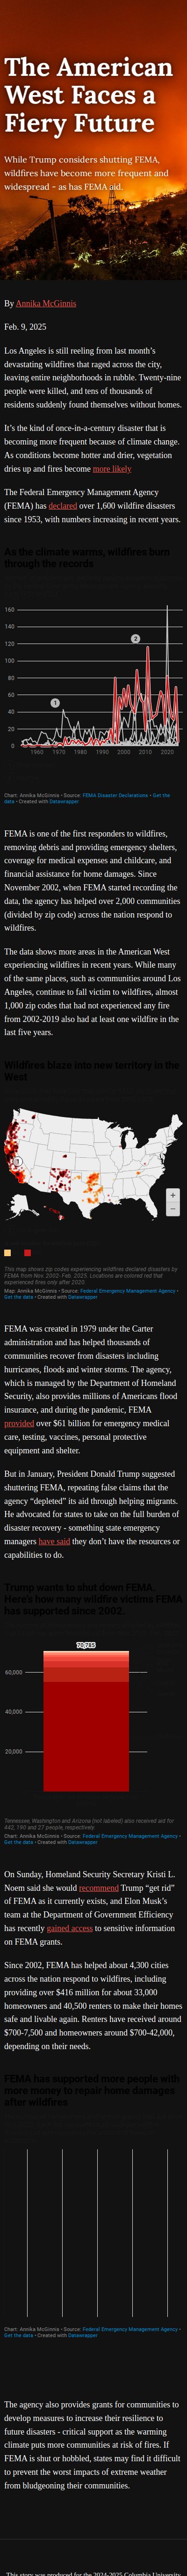 The American
West Faces a
Fiery Future
While Trump considers shutting FEMA,
wildfires have become more frequent and
widespread - as has FEMA aid.
By Annika McGinnis
Feb. 9, 2025
Los Angeles is still reeling from last month’s
devastating wildfires that raged across the city,
leaving entire neighborhoods in rubble. Twenty-nine
people were killed, and tens of thousands of
residents suddenly found themselves without homes.
It’s the kind of once-in-a-century disaster that is
becoming more frequent because of climate change.
As conditions become hotter and drier, vegetation
dries up and fires become more likely
The Federal Emergency Management Agency
(FEMA) has declared over 1,600 wildfire disasters
since 1953, with numbers increasing in recent years.
As the climate warms, wildfires burn
through the records
160
140
120
100
80
60
40
20
0
1
2
1960 1970 1980 1990 2000 2010 2020
Chart: Annika McGinnis • Source: FEMA Disaster Declarations • Get the
data • Created with Datawrapper
FEMA is one of the first responders to wildfires,
removing debris and providing emergency shelters,
coverage for medical expenses and childcare, and
financial assistance for home damages. Since
November 2002, when FEMA started recording the
data, the agency has helped over 2,000 communities
(divided by zip code) across the nation respond to
wildfires.
The data shows more areas in the American West
experiencing wildfires in recent years. While many
of the same places, such as communities around Los
Angeles, continue to fall victim to wildfires, almost
1,000 zip codes that had not experienced any fire
from 2002-2019 also had at least one wildfire in the
last five years.
Wildfires blaze into new territory in the
West
1
+
−
This map shows zip codes experiencing wildfires declared disasters by
FEMA from Nov. 2002- Feb. 2025. Locations are colored red that
experienced fires only after 2020.
Map: Annika McGinnis • Source: Federal Emergency Management Agency •
Get the data • Created with Datawrapper
FEMA was created in 1979 under the Carter
administration and has helped thousands of
communities recover from disasters including
hurricanes, floods and winter storms. The agency,
which is managed by the Department of Homeland
Security, also provides millions of Americans flood
insurance, and during the pandemic, FEMA
provided over $61 billion for emergency medical
care, testing, vaccines, personal protective
equipment and shelter.
But in January, President Donald Trump suggested
shuttering FEMA, repeating false claims that the
agency “depleted” its aid through helping migrants.
He advocated for states to take on the full burden of
disaster recovery - something state emergency
managers have said they don’t have the resources or
capabilities to do.
Trump wants to shut down FEMA.
Here's how many wildfire victims FEMA
has supported since 2002.
70,785
60,000
40,000
20,000
Tennessee, Washington and Arizona (not labeled) also received aid for
442, 190 and 27 people, respectively.
Chart: Annika McGinnis • Source: Federal Emergency Management Agency •
Get the data • Created with Datawrapper
On Sunday, Homeland Security Secretary Kristi L.
Noem said she would recommend Trump “get rid”
of FEMA as it currently exists, and Elon Musk’s
team at the Department of Government Efficiency
has recently gained access to sensitive information
on FEMA grants.
Since 2002, FEMA has helped about 4,300 cities
across the nation respond to wildfires, including
providing over $416 million for about 33,000
homeowners and 40,500 renters to make their homes
safe and livable again. Renters have received around
$700-7,500 and homeowners around $700-42,000,
depending on their needs.
FEMA has supported more people with
more money to repair home damages
after wildfires
Chart: Annika McGinnis • Source: Federal Emergency Management Agency •
Get the data • Created with Datawrapper
The agency also provides grants for communities to
develop measures to increase their resilience to
future disasters - critical support as the warming
climate puts more communities at risk of fires. If
FEMA is shut or hobbled, states may find it difficult
to prevent the worst impacts of extreme weather
from bludgeoning their communities.
This story was produced for the 2024-2025 Columbia University